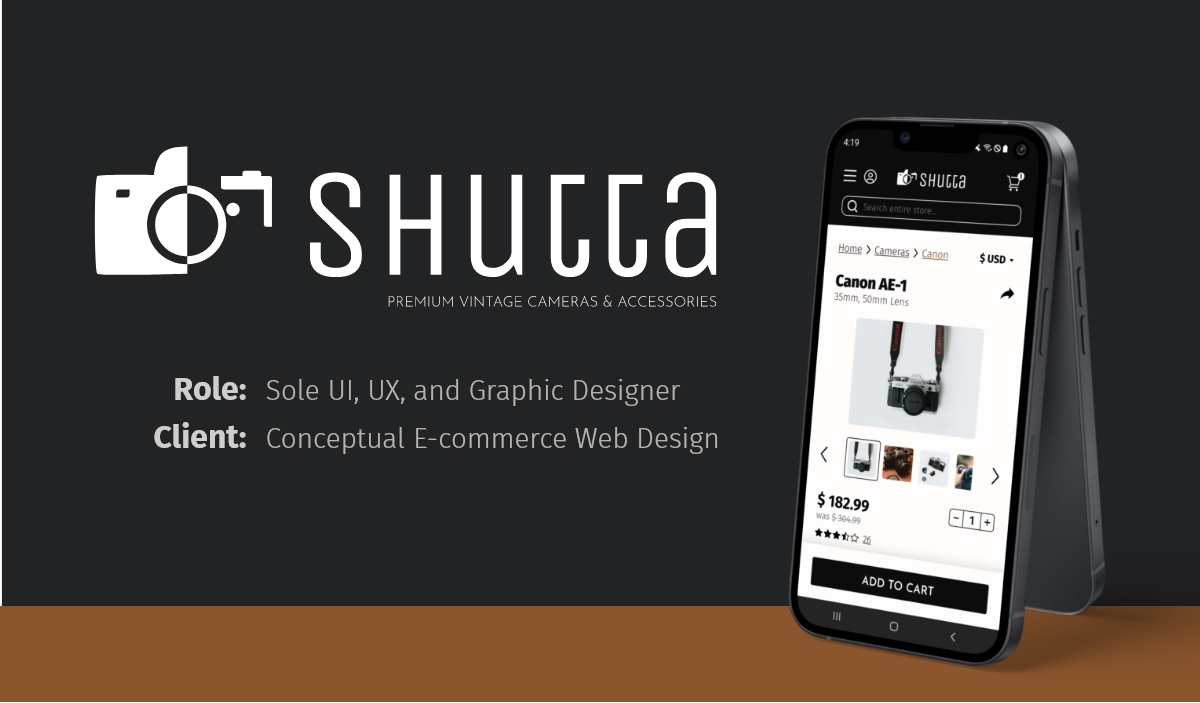 SHUTTA
PREMIUM VINTAGE CAMERAS & ACCESSORIES
Role: Sole UI, UX, and Graphic Designer
Client: Conceptual E-commerce Web Design
4:19
SHUTTA
1
Search entire store...
Home > Cameras > Canon
$ USD
Canon AE-1
35mm, 50mm Lens
$ 182.99
was $ 304.99
− 1 +
26
ADD TO CART